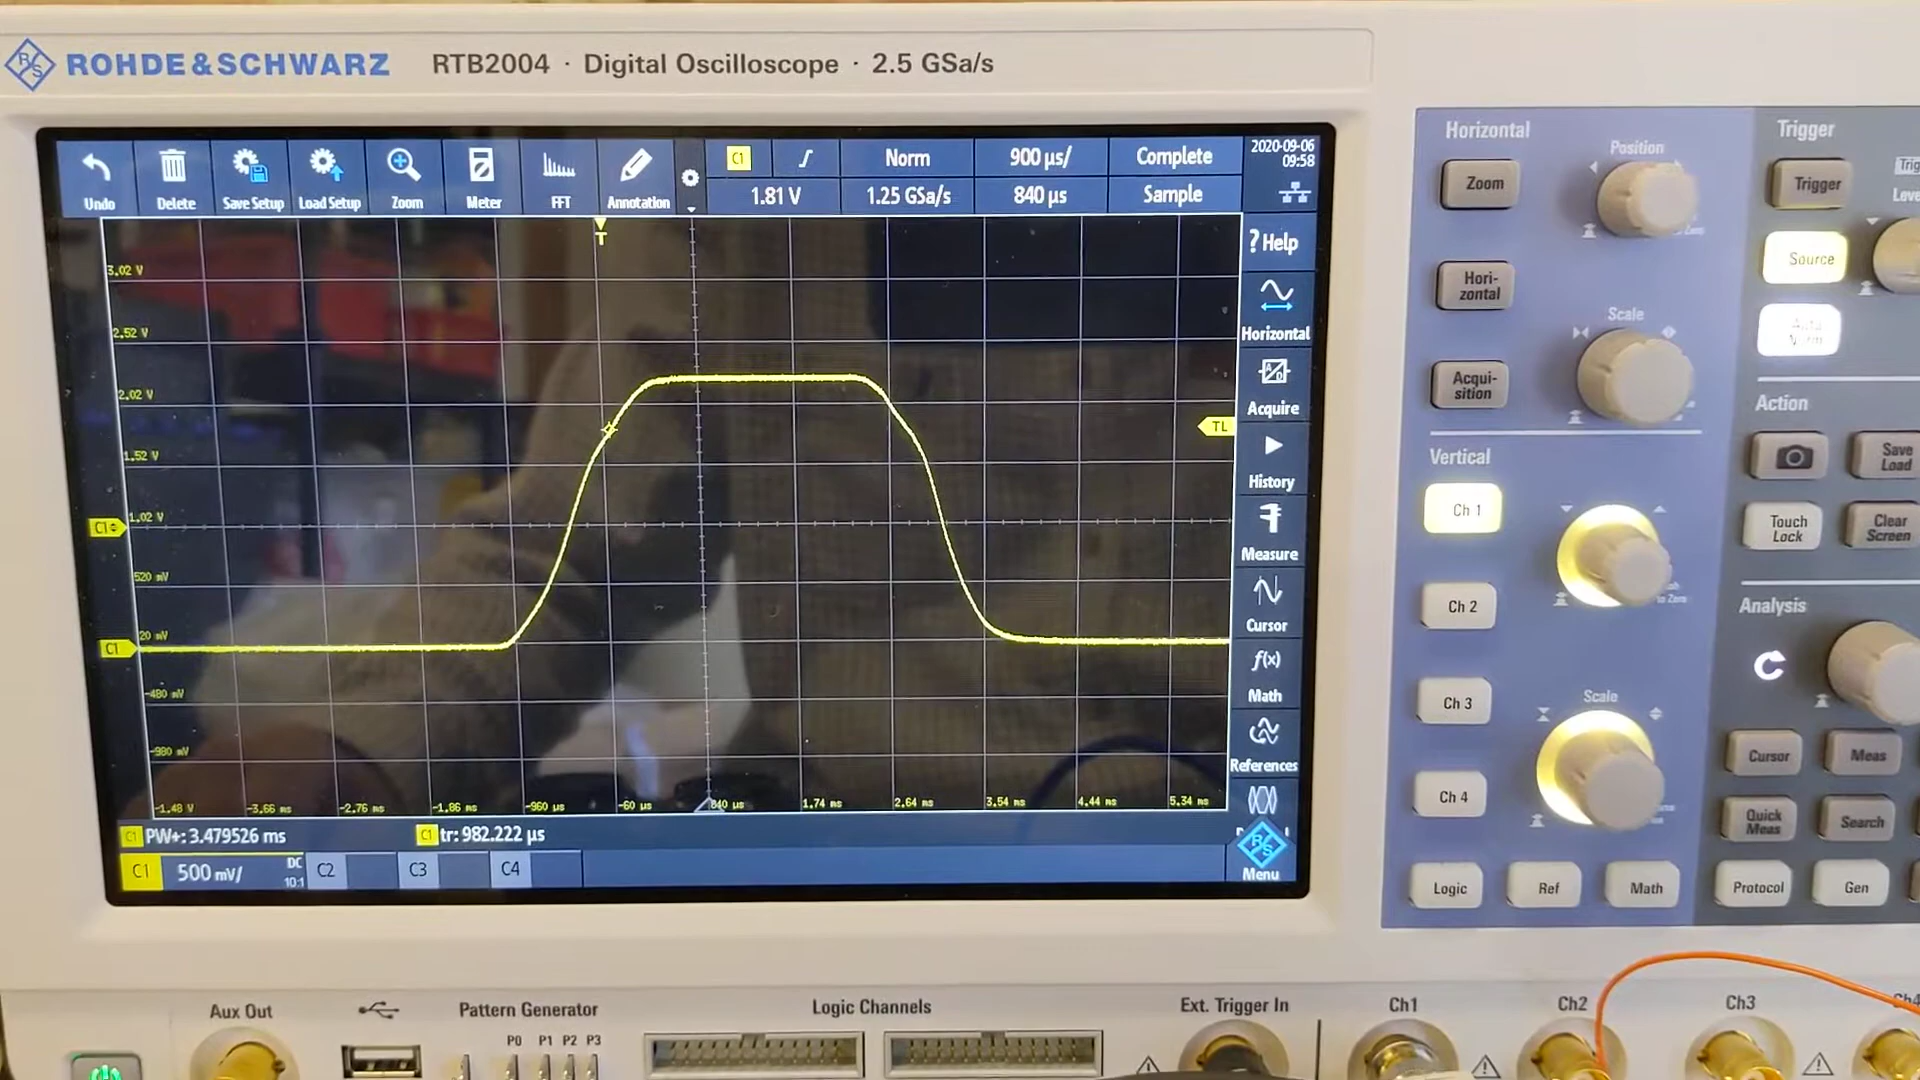 ROHDE & SCHWARZ RTB2004 · Digital Oscilloscope · 2.5 GSa/s
Undo Delete Save Setup Load Setup Zoom Meter FFT Annotation
C1 Norm 900 µs/ Complete
1.81 V 1.25 GSa/s 840 µs Sample
2020-09-06
09:58
T
3.02 V
2.52 V
2.02 V
1.52 V
1.02 V
520 mV
20 mV
-480 mV
-980 mV
-1.48 V -3.66 ms -2.76 ms -1.86 ms -960 µs -60 µs 840 µs 1.74 ms 2.64 ms 3.54 ms 4.44 ms 5.34 ms
C1
C1
TL
? Help
Horizontal
Acquire
History
Measure
Cursor
f(x)
Math
References
Menu
C1 PW+: 3.479526 ms C1 tr: 982.222 µs
C1 500 mV/ DC 10:1 C2 C3 C4
Horizontal
Position
Zoom
Hori-
zontal
Scale
Acqui-
sition
Vertical
Ch 1
Ch 2
Ch 3
Scale
Ch 4
Logic Ref Math
Trigger
Trigger
Source
Auto
Norm
Action
Save
Load
Touch
Lock
Clear
Screen
Analysis
Cursor Meas
Quick
Meas
Search
Protocol Gen
Aux Out
Pattern Generator
P0 P1 P2 P3
Logic Channels
Ext. Trigger In
Ch1 Ch2 Ch3 Ch4